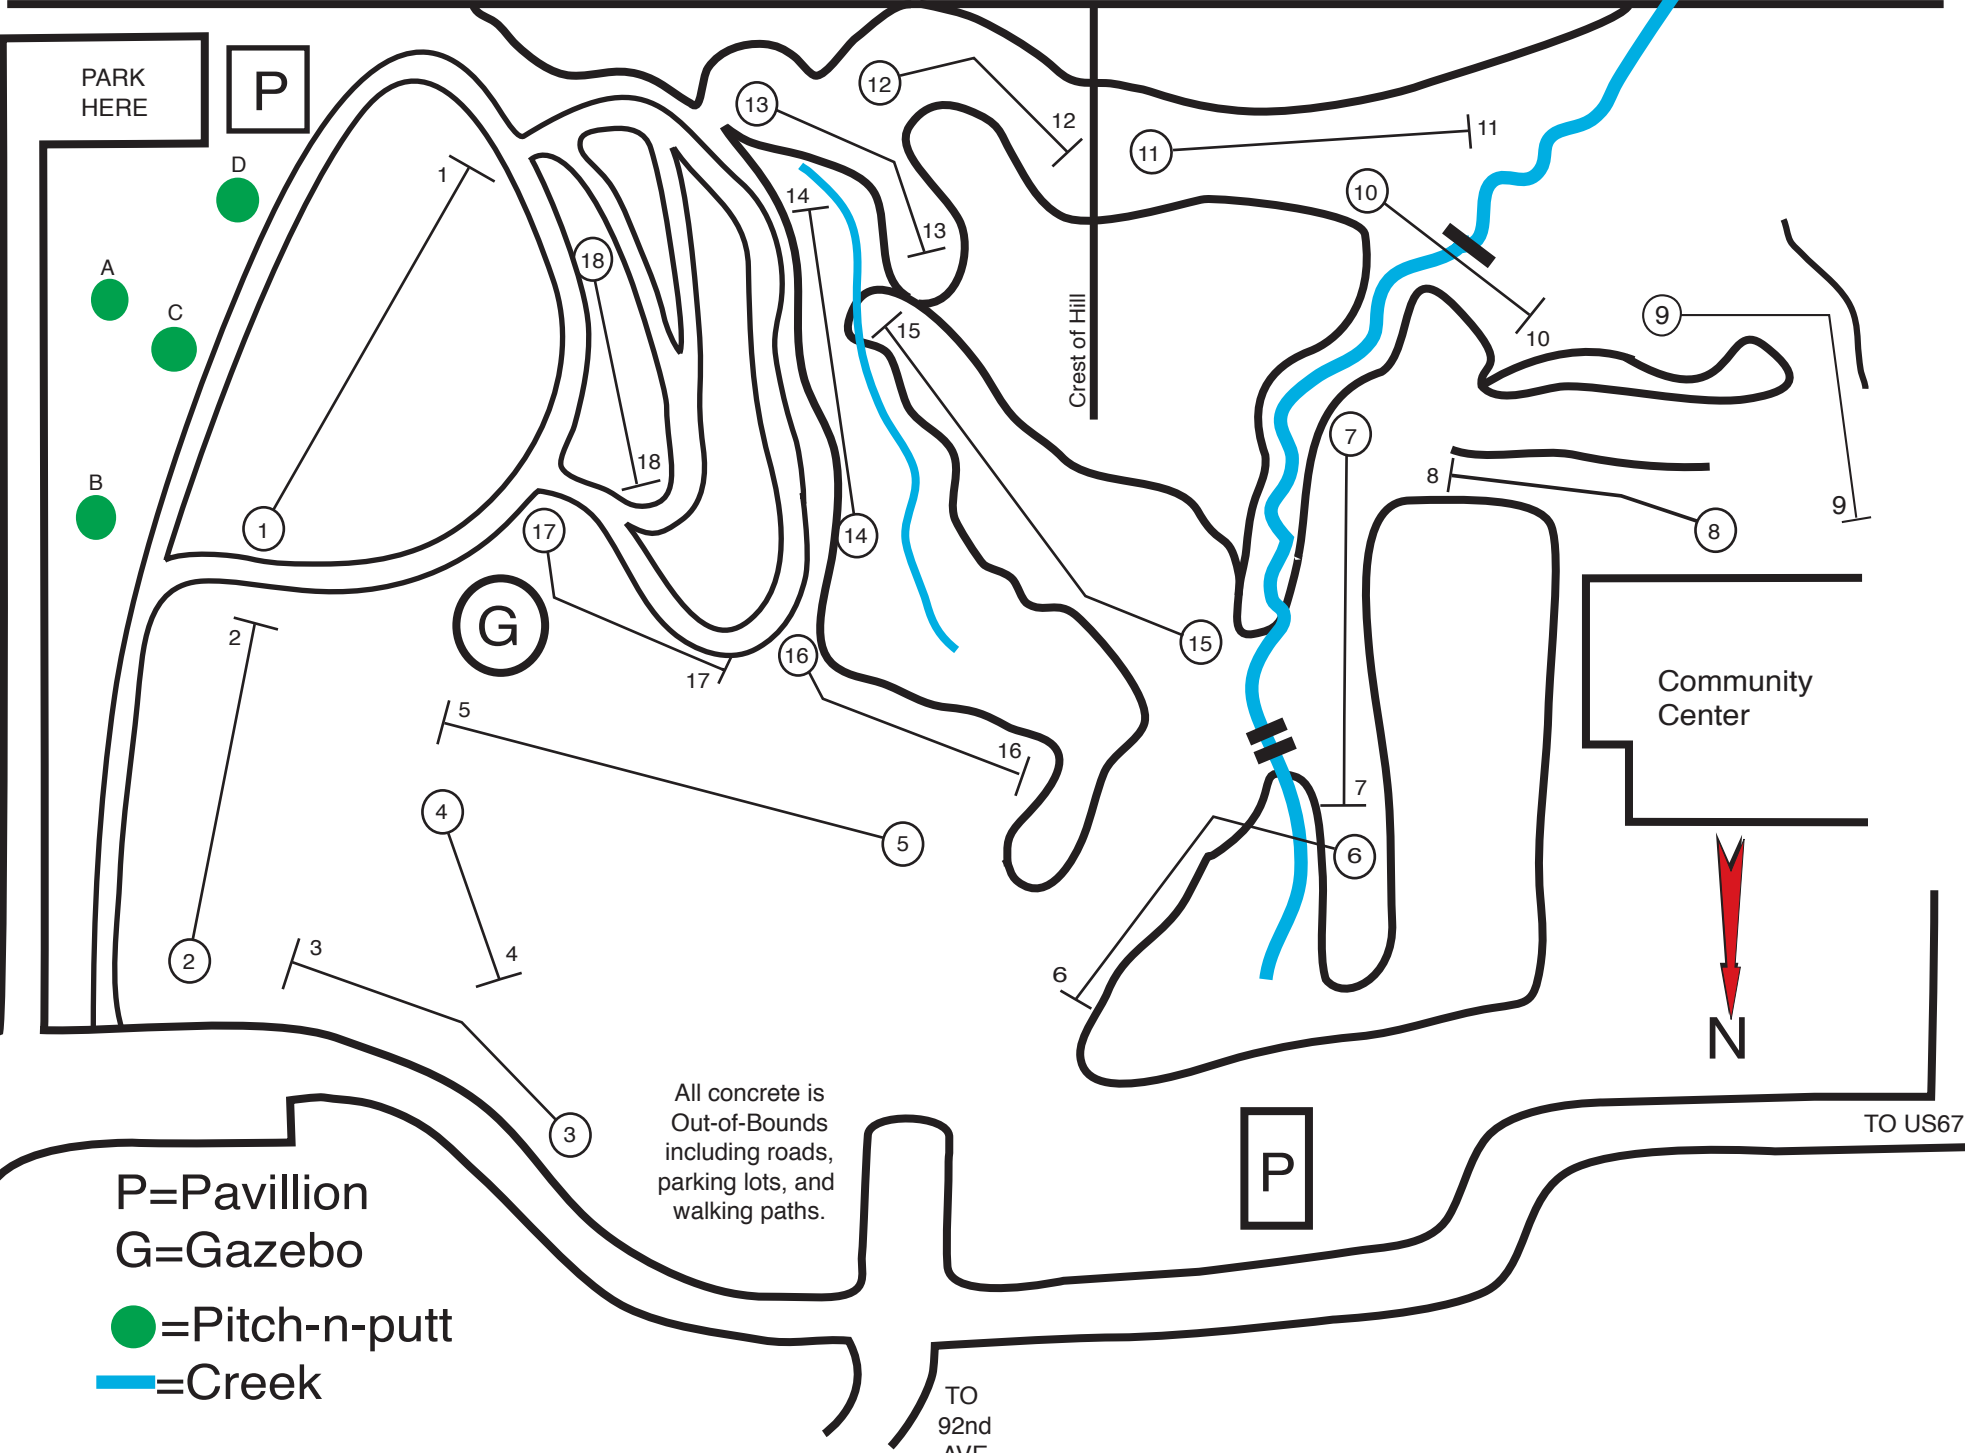 PARK
HERE
P
D
A
C
B
1
1
2
2
3
3
4
4
5
5
6
6
7
7
8
8
9
9
10
10
11
11
12
12
13
13
14
14
15
15
16
16
17
17
18
18
G
Crest of Hill
Community
Center
N
All concrete is
Out-of-Bounds
including roads,
parking lots, and
walking paths.
P
TO US67
P=Pavillion
G=Gazebo
=Pitch-n-putt
=Creek
TO
92nd
AVE